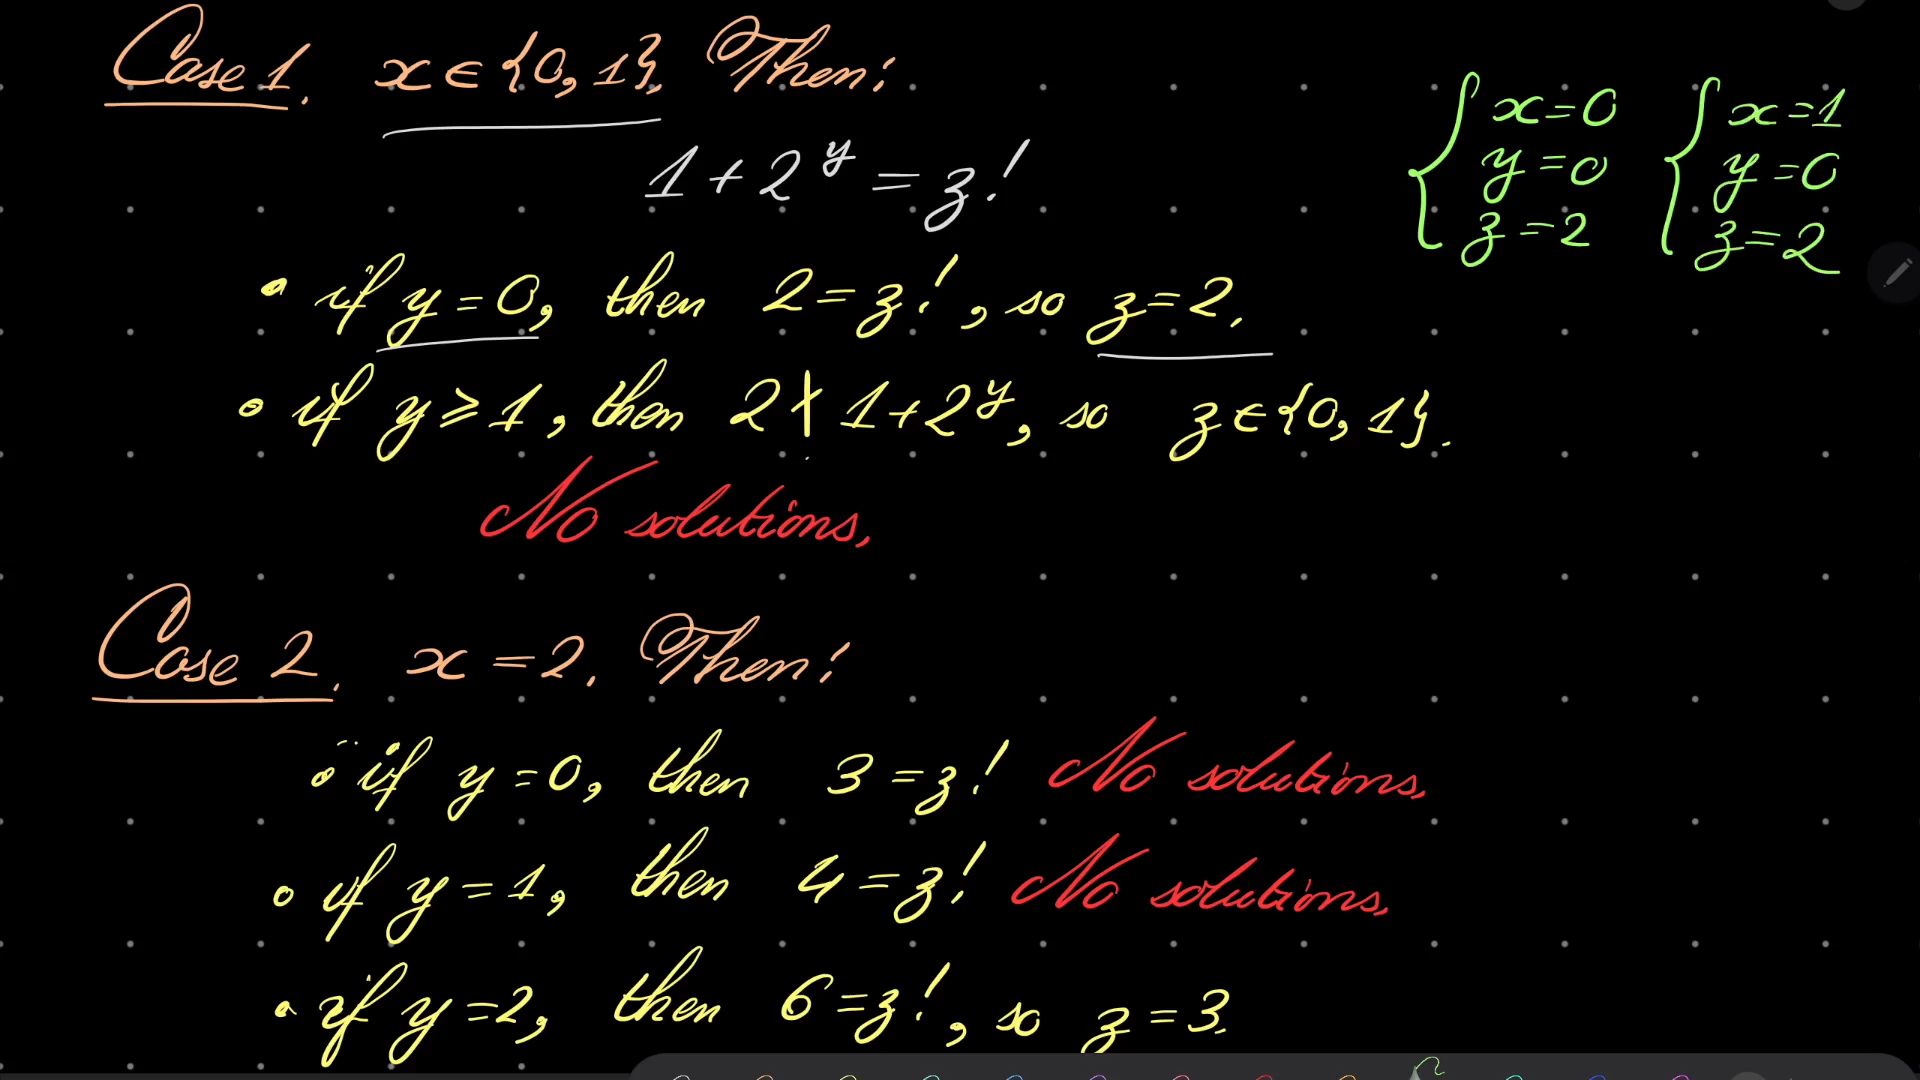 Case 1. x ∈ {0, 1}. Then:
1 + 2^y = z!
• if y = 0, then 2 = z!, so z = 2.
• if y ⩾ 1, then 2 ∤ 1 + 2^y, so z ∈ {0, 1}.
No solutions.
{ x = 0
y = 0
z = 2
{ x = 1
y = 0
z = 2
Case 2. x = 2. Then:
• if y = 0, then 3 = z! No solutions.
• if y = 1, then 4 = z! No solutions.
• if y = 2, then 6 = z!, so z = 3.